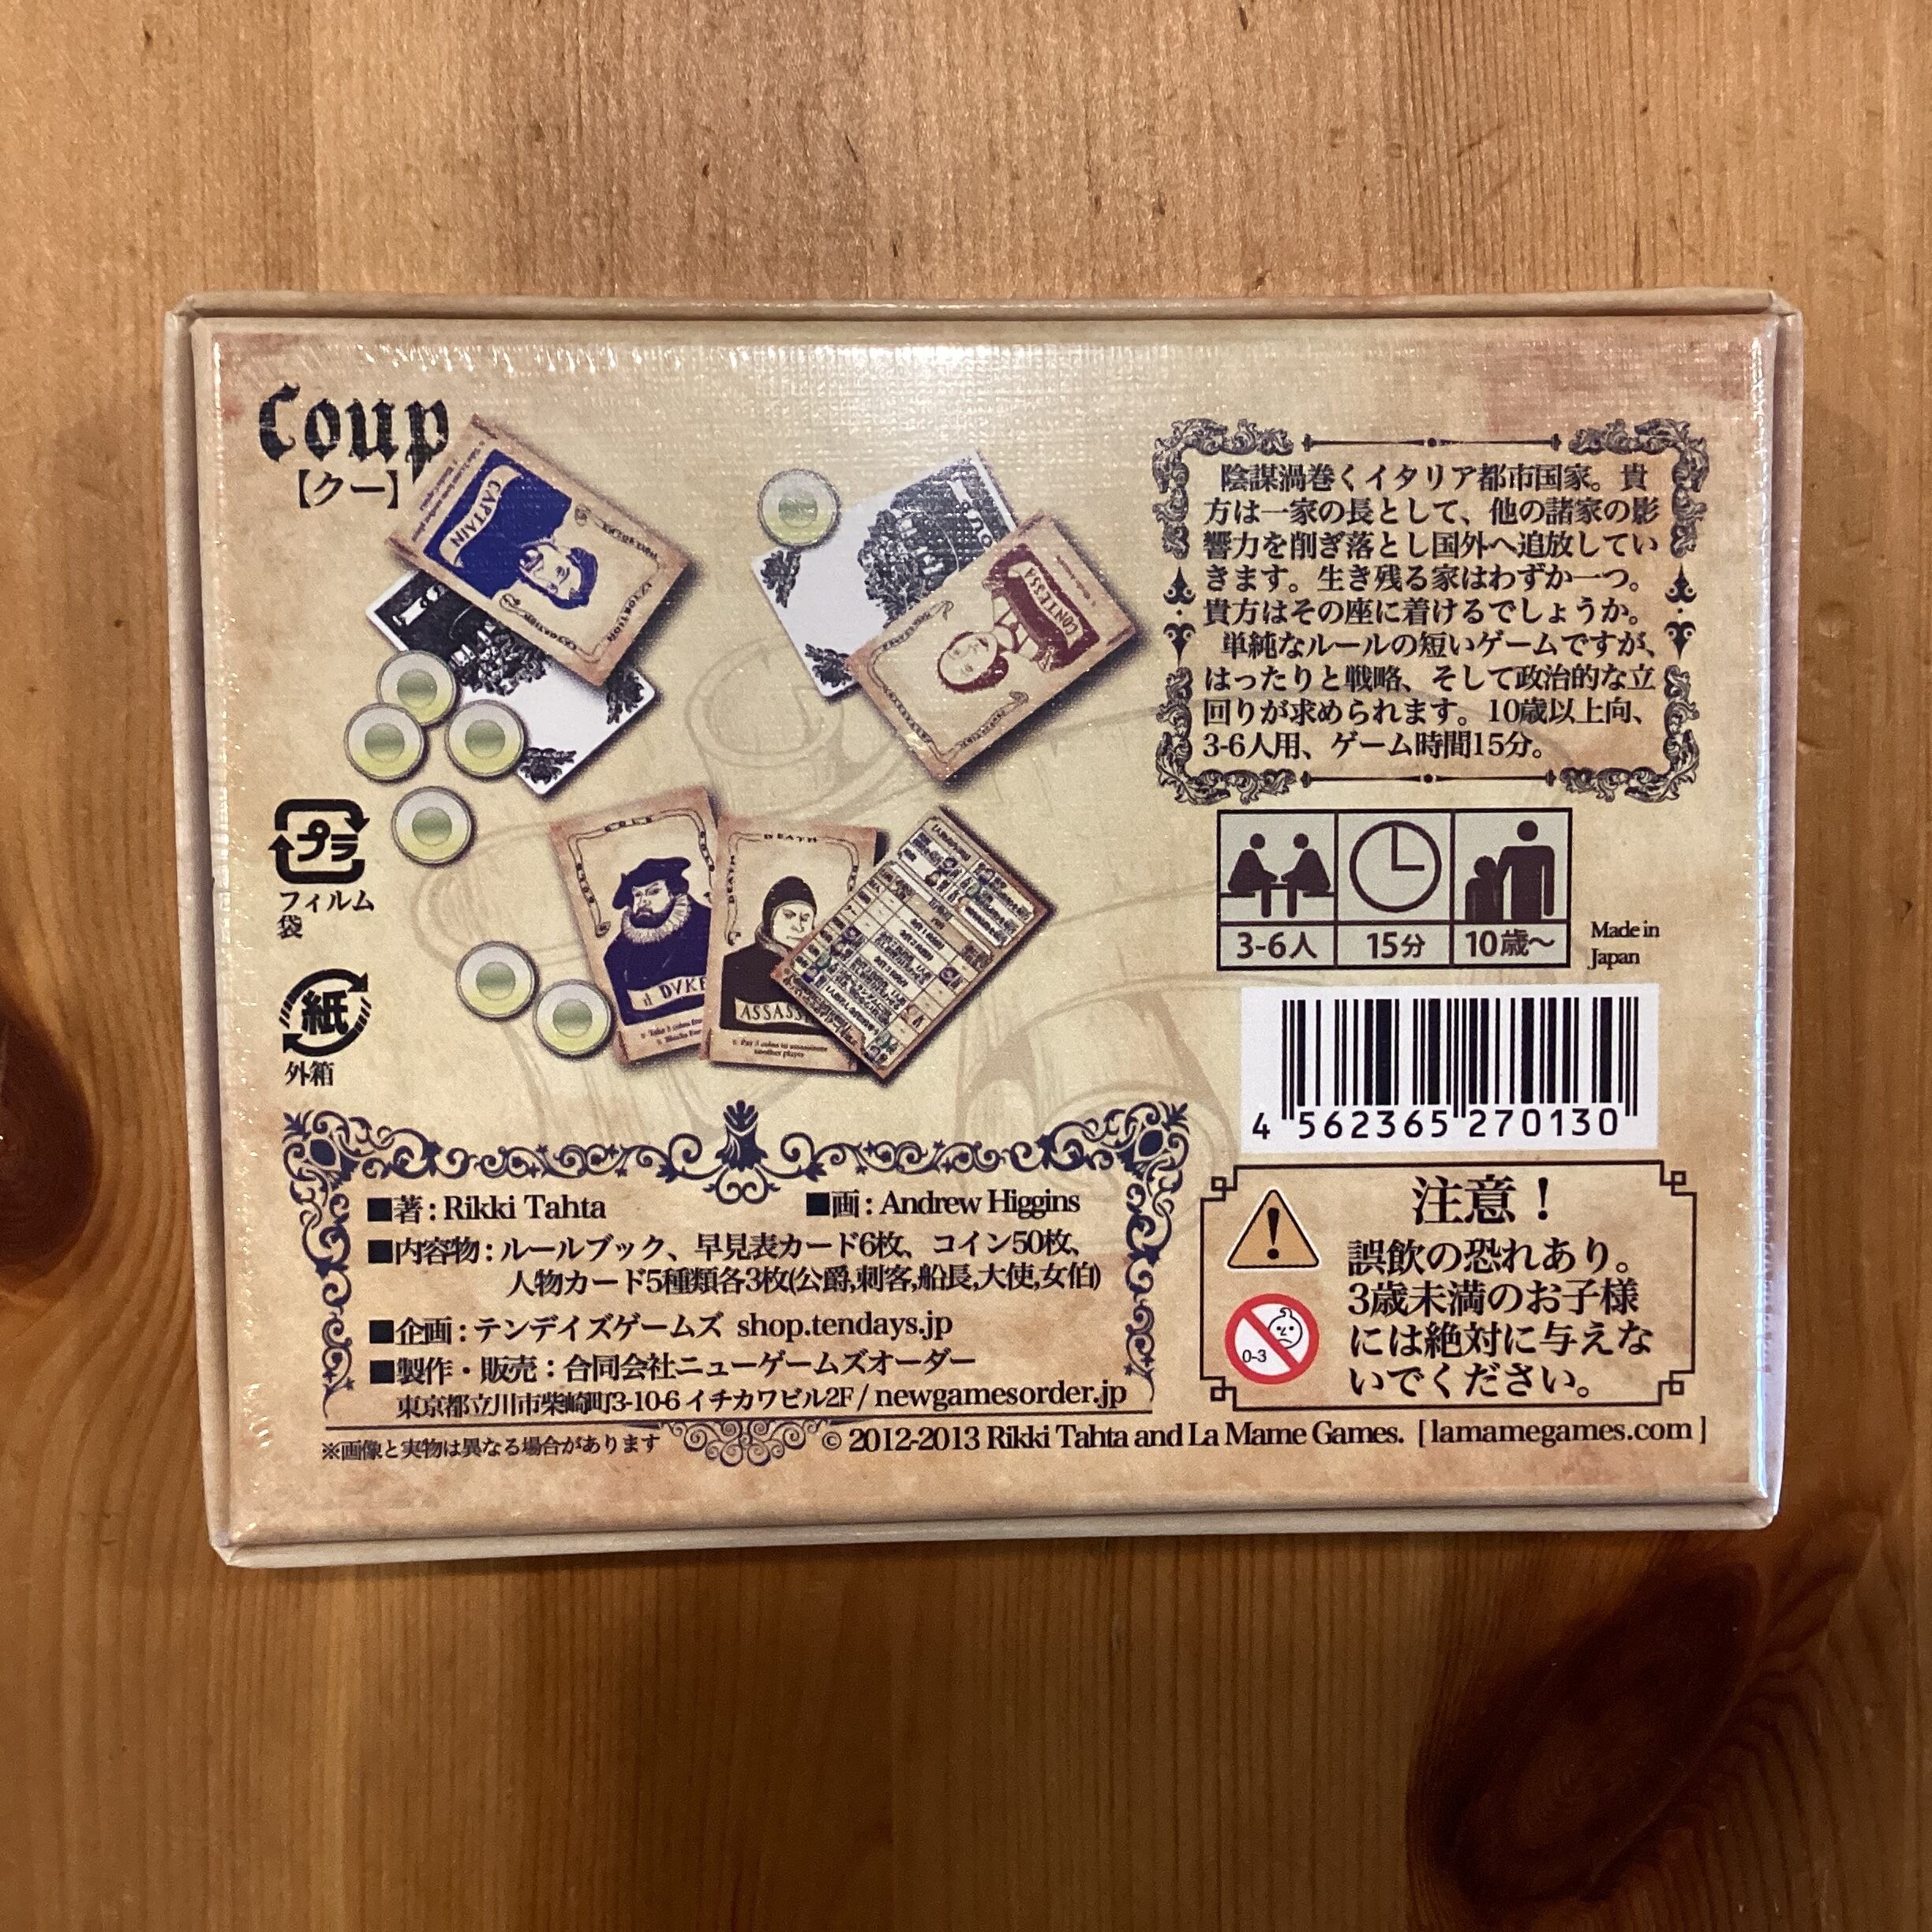 Coup
【クー】
CAPTAIN
EXTORTION
EXTORTION
CONTESSA
陰謀渦巻くイタリア都市国家。貴
方は一家の長として、他の諸家の影
響力を削ぎ落とし国外へ追放してい
きます。生き残る家はわずか一つ。
貴方はその座に着けるでしょうか。
単純なルールの短いゲームですが、
はったりと戦略、そして政治的な立
回りが求められます。10歳以上向、
3-6人用、ゲーム時間15分。
プラ
フィルム
袋
紙
外箱
DEATH
DEATH
DVKE
ASSASS
Pay 3 coins to assassinate
another player
3-6人
15分
10歳～
Made in
Japan
4 562365 270130
■著 : Rikki Tahta
■画 : Andrew Higgins
■内容物 : ルールブック、早見表カード6枚、コイン50枚、
人物カード5種類各3枚(公爵,刺客,船長,大使,女伯)
■企画 : テンデイズゲームズ shop.tendays.jp
■製作・販売：合同会社ニューゲームズオーダー
東京都立川市柴崎町3-10-6 イチカワビル2F / newgamesorder.jp
注意！
誤飲の恐れあり。
3歳未満のお子様
には絶対に与えな
いでください。
0-3
※画像と実物は異なる場合があります
© 2012-2013 Rikki Tahta and La Mame Games. [ lamamegames.com ]